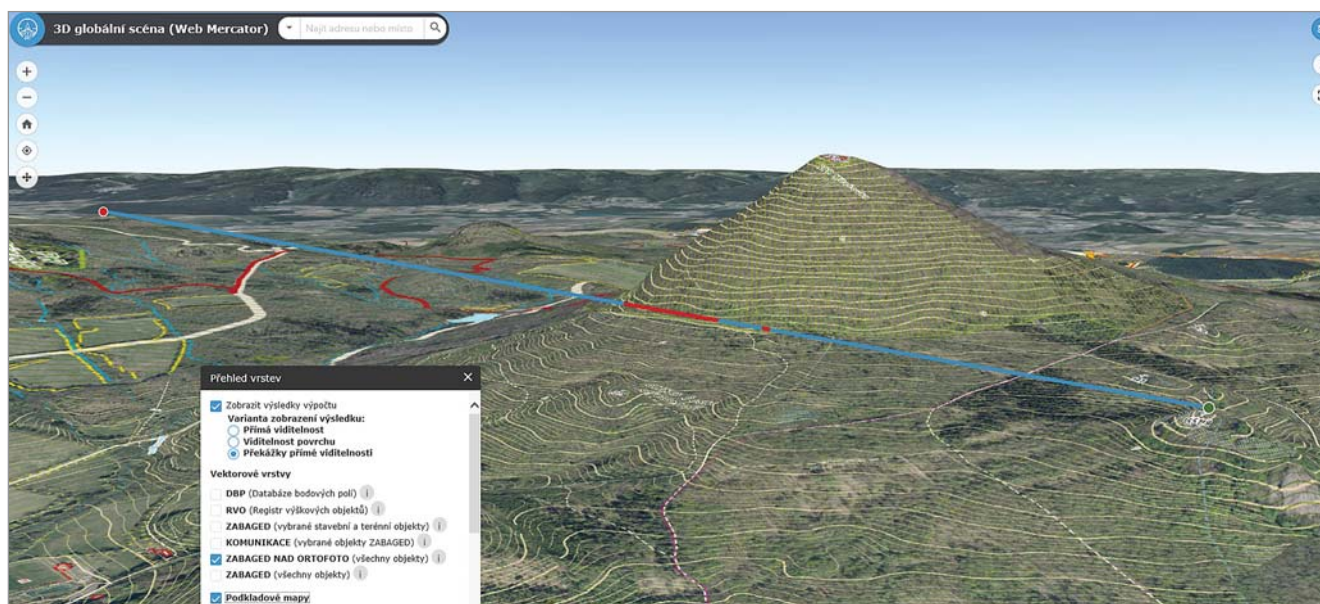 3D globální scéna (Web Mercator)
Najít adresu nebo místo
Přehled vrstev
Zobrazit výsledky výpočtu
Varianta zobrazení výsledku:
Přímá viditelnost
Viditelnost povrchu
Překážky přímé viditelnosti
Vektorové vrstvy
DBP (Databáze bodových polí) i
RVO (Registr výškových objektů) i
ZABAGED (vybrané stavební a terénní objekty) i
KOMUNIKACE (vybrané objekty ZABAGED) i
ZABAGED NAD ORTOFOTO (všechny objekty) i
ZABAGED (všechny objekty) i
Podkladové mapy